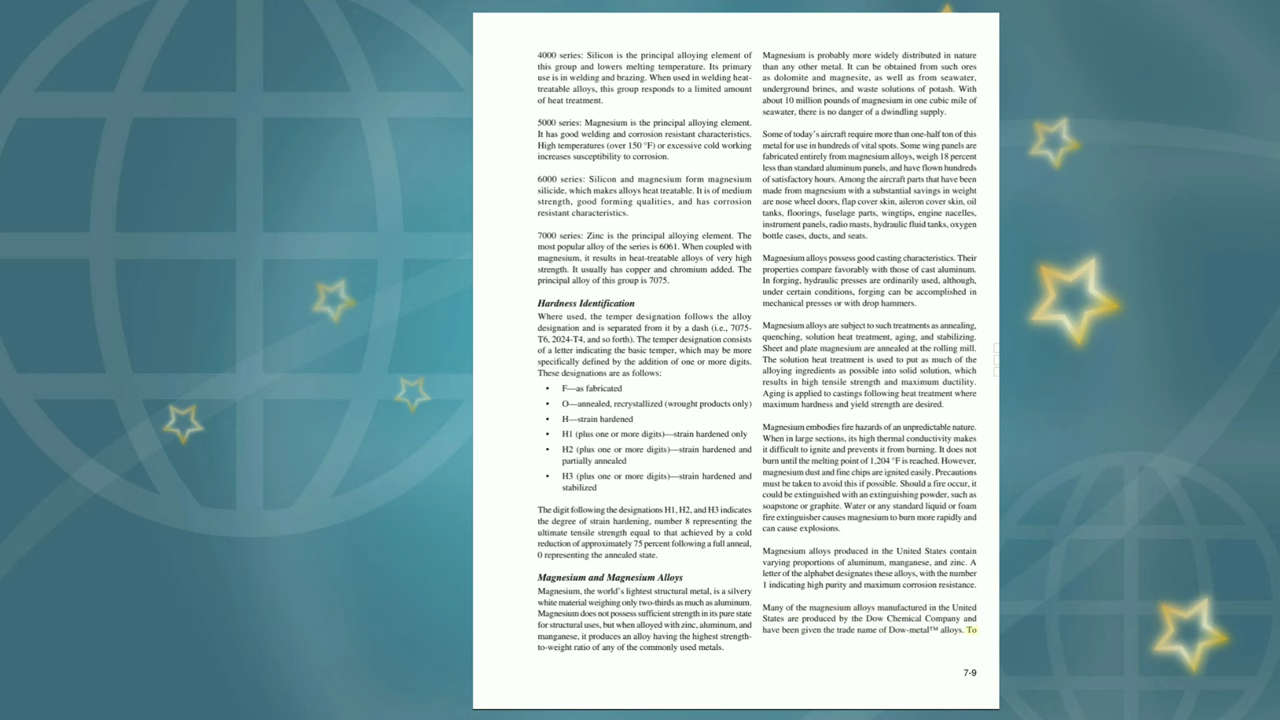 4000 series: Silicon is the principal alloying element of
this group and lowers melting temperature. Its primary
use is in welding and brazing. When used in welding heat-
treatable alloys, this group responds to a limited amount
of heat treatment.
5000 series: Magnesium is the principal alloying element.
It has good welding and corrosion resistant characteristics.
High temperatures (over 150 °F) or excessive cold working
increases susceptibility to corrosion.
6000 series: Silicon and magnesium form magnesium
silicide, which makes alloys heat treatable. It is of medium
strength, good forming qualities, and has corrosion
resistant characteristics.
7000 series: Zinc is the principal alloying element. The
most popular alloy of the series is 6061. When coupled with
magnesium, it results in heat-treatable alloys of very high
strength. It usually has copper and chromium added. The
principal alloy of this group is 7075.
Hardness Identification
Where used, the temper designation follows the alloy
designation and is separated from it by a dash (i.e., 7075-
T6, 2024-T4, and so forth). The temper designation consists
of a letter indicating the basic temper, which may be more
specifically defined by the addition of one or more digits.
These designations are as follows:
• F—as fabricated
• O—annealed, recrystallized (wrought products only)
• H—strain hardened
• H1 (plus one or more digits)—strain hardened only
• H2 (plus one or more digits)—strain hardened and
partially annealed
• H3 (plus one or more digits)—strain hardened and
stabilized
The digit following the designations H1, H2, and H3 indicates
the degree of strain hardening, number 8 representing the
ultimate tensile strength equal to that achieved by a cold
reduction of approximately 75 percent following a full anneal,
0 representing the annealed state.
Magnesium and Magnesium Alloys
Magnesium, the world's lightest structural metal, is a silvery
white material weighing only two-thirds as much as aluminum.
Magnesium does not possess sufficient strength in its pure state
for structural uses, but when alloyed with zinc, aluminum, and
manganese, it produces an alloy having the highest strength-
to-weight ratio of any of the commonly used metals.
Magnesium is probably more widely distributed in nature
than any other metal. It can be obtained from such ores
as dolomite and magnesite, as well as from seawater,
underground brines, and waste solutions of potash. With
about 10 million pounds of magnesium in one cubic mile of
seawater, there is no danger of a dwindling supply.
Some of today's aircraft require more than one-half ton of this
metal for use in hundreds of vital spots. Some wing panels are
fabricated entirely from magnesium alloys, weigh 18 percent
less than standard aluminum panels, and have flown hundreds
of satisfactory hours. Among the aircraft parts that have been
made from magnesium with a substantial savings in weight
are nose wheel doors, flap cover skin, aileron cover skin, oil
tanks, floorings, fuselage parts, wingtips, engine nacelles,
instrument panels, radio masts, hydraulic fluid tanks, oxygen
bottle cases, ducts, and seats.
Magnesium alloys possess good casting characteristics. Their
properties compare favorably with those of cast aluminum.
In forging, hydraulic presses are ordinarily used, although,
under certain conditions, forging can be accomplished in
mechanical presses or with drop hammers.
Magnesium alloys are subject to such treatments as annealing,
quenching, solution heat treatment, aging, and stabilizing.
Sheet and plate magnesium are annealed at the rolling mill.
The solution heat treatment is used to put as much of the
alloying ingredients as possible into solid solution, which
results in high tensile strength and maximum ductility.
Aging is applied to castings following heat treatment where
maximum hardness and yield strength are desired.
Magnesium embodies fire hazards of an unpredictable nature.
When in large sections, its high thermal conductivity makes
it difficult to ignite and prevents it from burning. It does not
burn until the melting point of 1,204 °F is reached. However,
magnesium dust and fine chips are ignited easily. Precautions
must be taken to avoid this if possible. Should a fire occur, it
could be extinguished with an extinguishing powder, such as
soapstone or graphite. Water or any standard liquid or foam
fire extinguisher causes magnesium to burn more rapidly and
can cause explosions.
Magnesium alloys produced in the United States contain
varying proportions of aluminum, manganese, and zinc. A
letter of the alphabet designates these alloys, with the number
1 indicating high purity and maximum corrosion resistance.
Many of the magnesium alloys manufactured in the United
States are produced by the Dow Chemical Company and
have been given the trade name of Dow-metal™ alloys. To
7-9